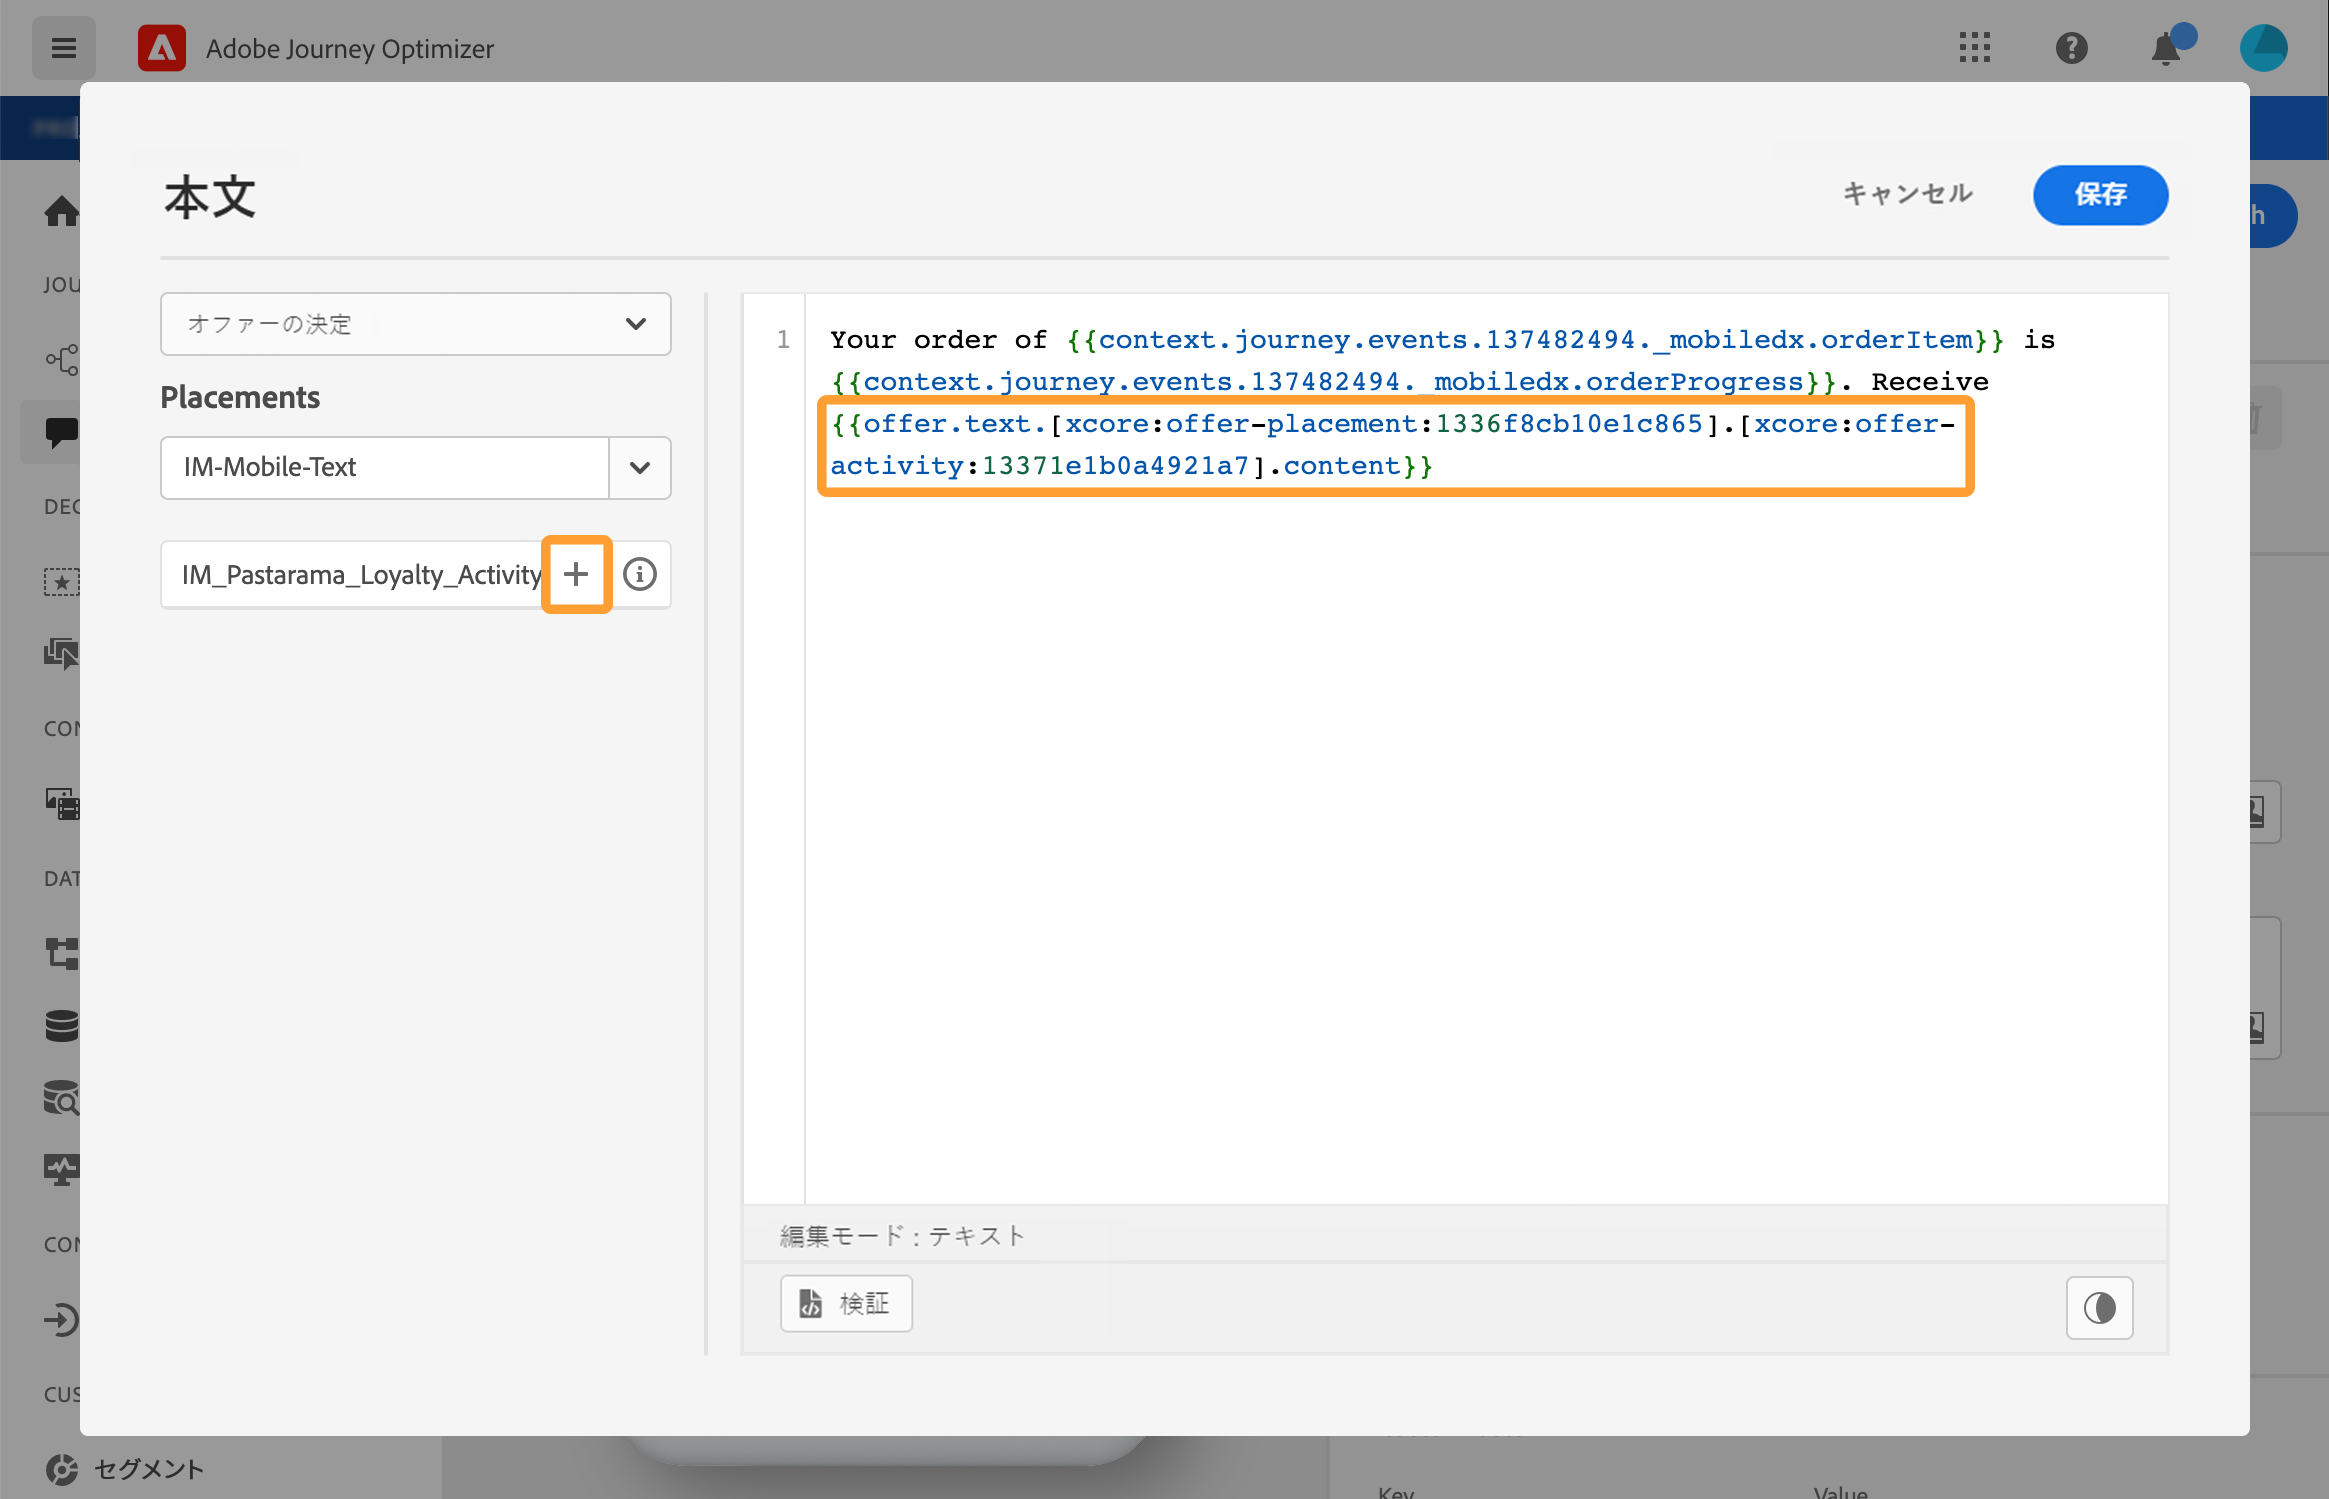 Adobe Journey Optimizer
本文
キャンセル
保存
h
JOU
オファーの決定
Placements
IM-Mobile-Text
DEC
IM_Pastarama_Loyalty_Activity
1
Your order of {{context.journey.events.137482494._mobiledx.orderItem}} is
{{context.journey.events.137482494._mobiledx.orderProgress}}. Receive
{{offer.text.[xcore:offer-placement:1336f8cb10e1c865].[xcore:offer-
activity:13371e1b0a4921a7].content}}
CON
DAT
編集モード : テキスト
CON
検証
CUS
セグメント
Key
Value